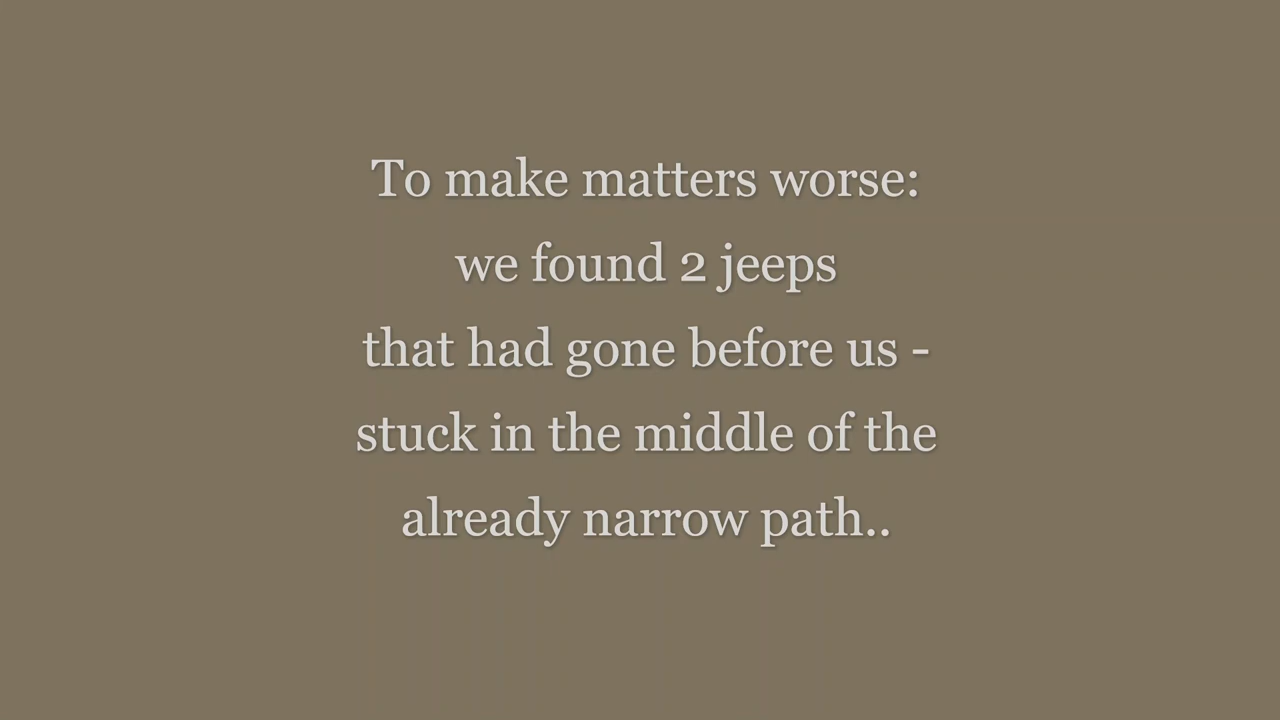 To make matters worse:
we found 2 jeeps
that had gone before us -
stuck in the middle of the
already narrow path..